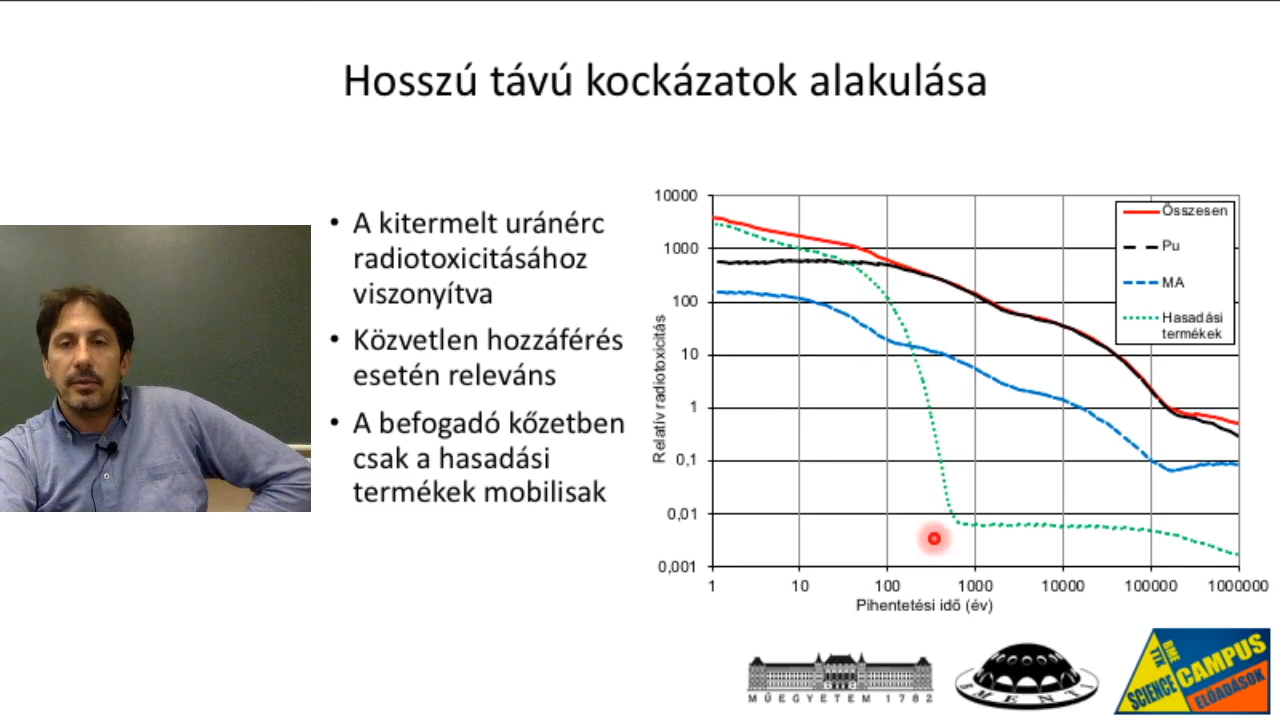 Hosszú távú kockázatok alakulása
• A kitermelt uránérc
radiotoxicitásához
viszonyítva
• Közvetlen hozzáférés
esetén releváns
• A befogadó kőzetben
csak a hasadási
termékek mobilisak
Relatív radiotoxicitás
10000
1000
100
10
1
0,1
0,01
0,001
Összesen
Pu
MA
Hasadási
termékek
1 10 100 1000 10000 100000 1000000
Pihentetési idő (év)
MŰEGYETEM 1782
BME NTI
BME
TTK
SCIENCE
CAMPUS
ELŐADÁSOK